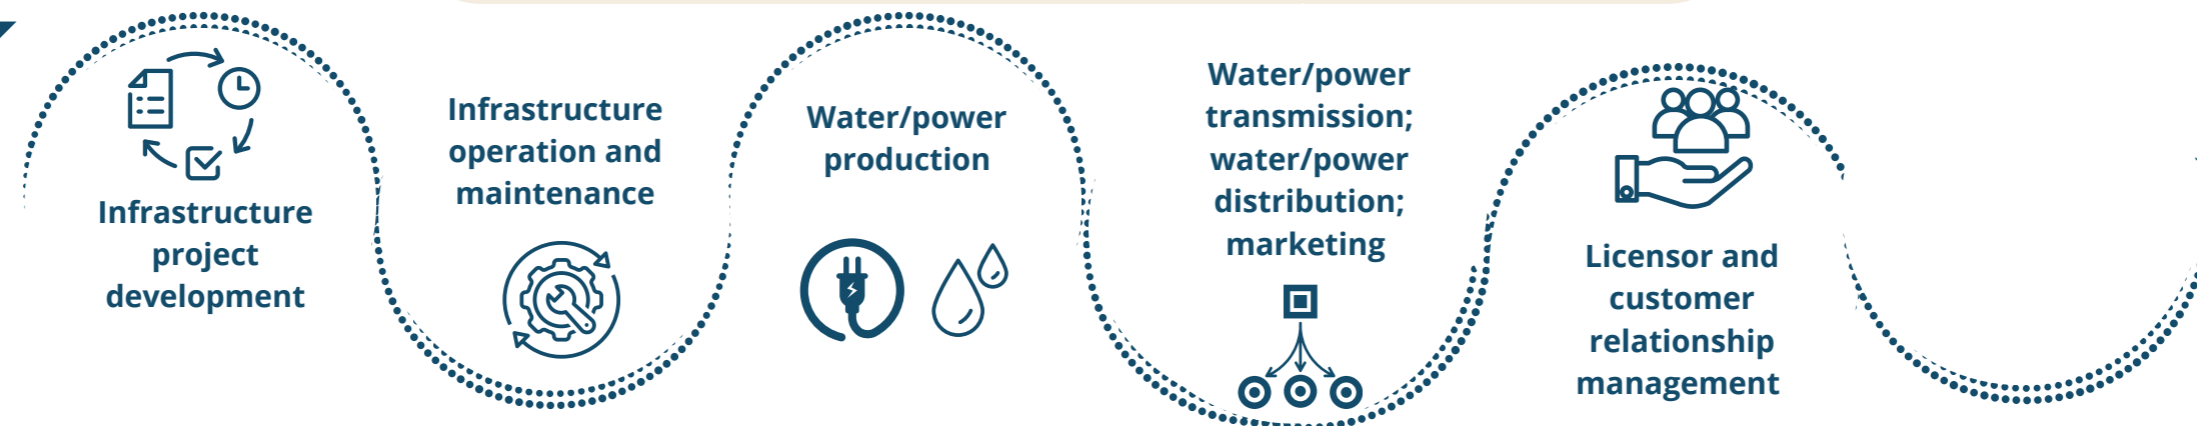 Infrastructure
project
development
Infrastructure
operation and
maintenance
Water/power
production
Water/power
transmission;
water/power
distribution;
marketing
Licensor and
customer
relationship
management